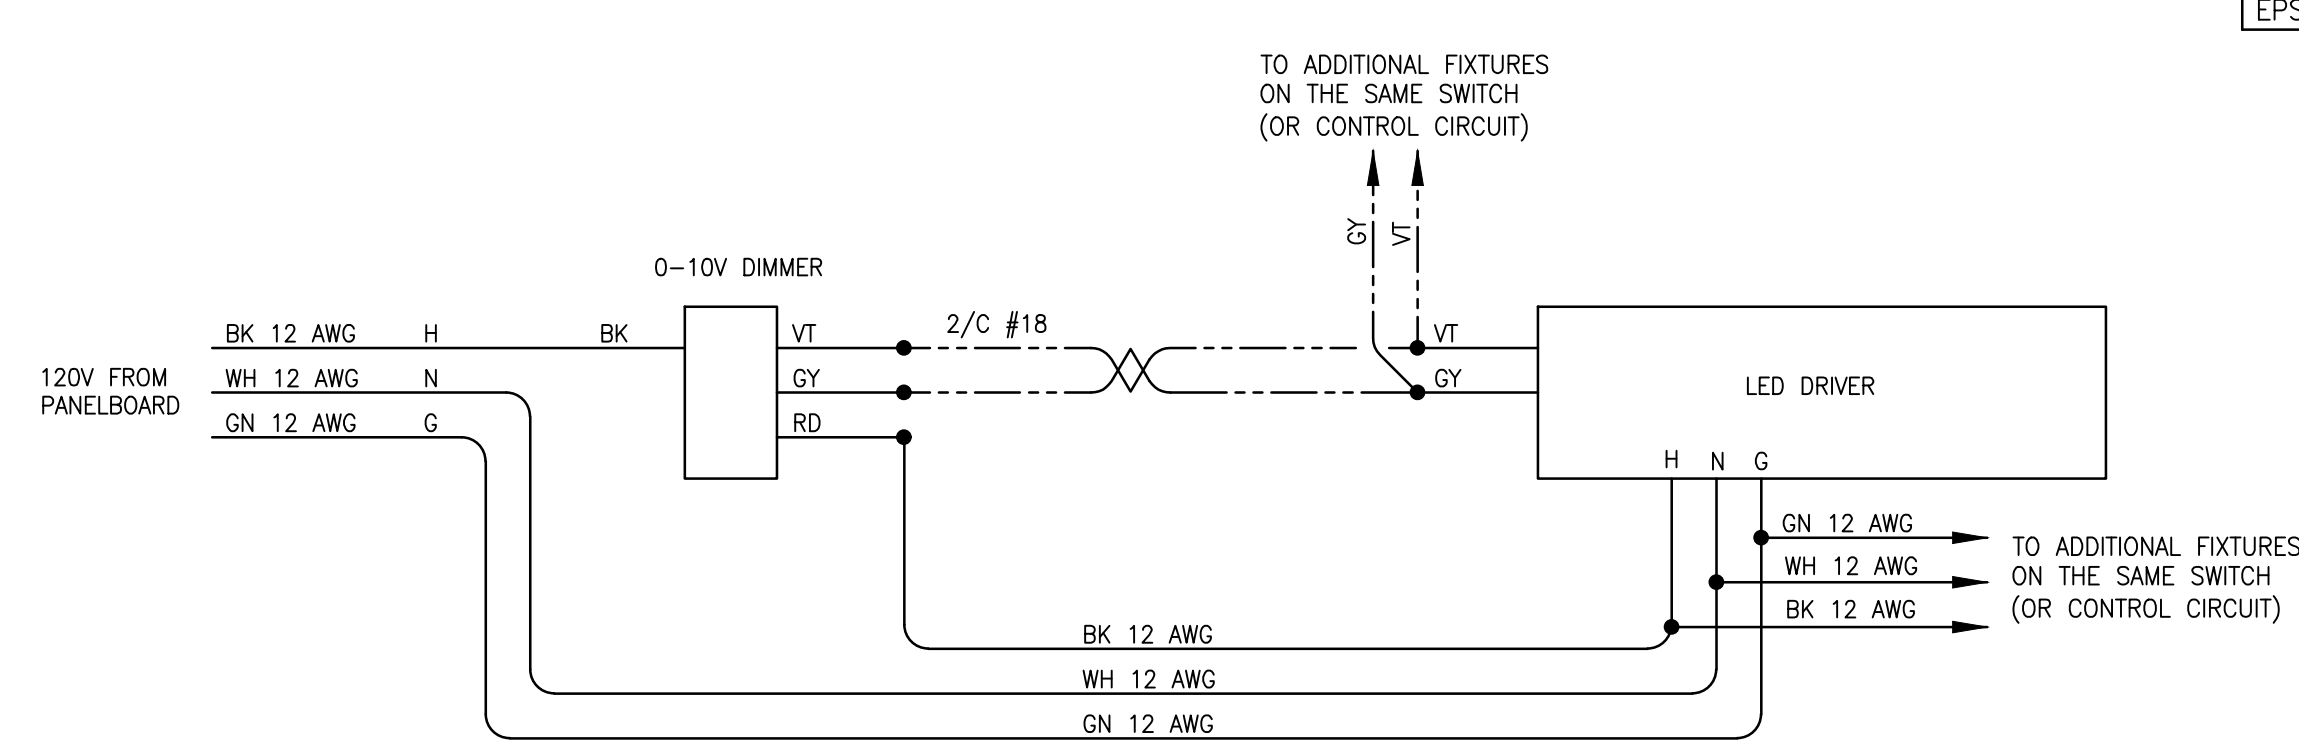 TO ADDITIONAL FIXTURES
ON THE SAME SWITCH
(OR CONTROL CIRCUIT)
GY
VT
0-10V DIMMER
120V FROM
PANELBOARD
BK 12 AWG
H
BK
WH 12 AWG
N
GN 12 AWG
G
VT
GY
RD
2/C #18
VT
GY
LED DRIVER
H
N
G
GN 12 AWG
WH 12 AWG
BK 12 AWG
TO ADDITIONAL FIXTURES
ON THE SAME SWITCH
(OR CONTROL CIRCUIT)
BK 12 AWG
WH 12 AWG
GN 12 AWG